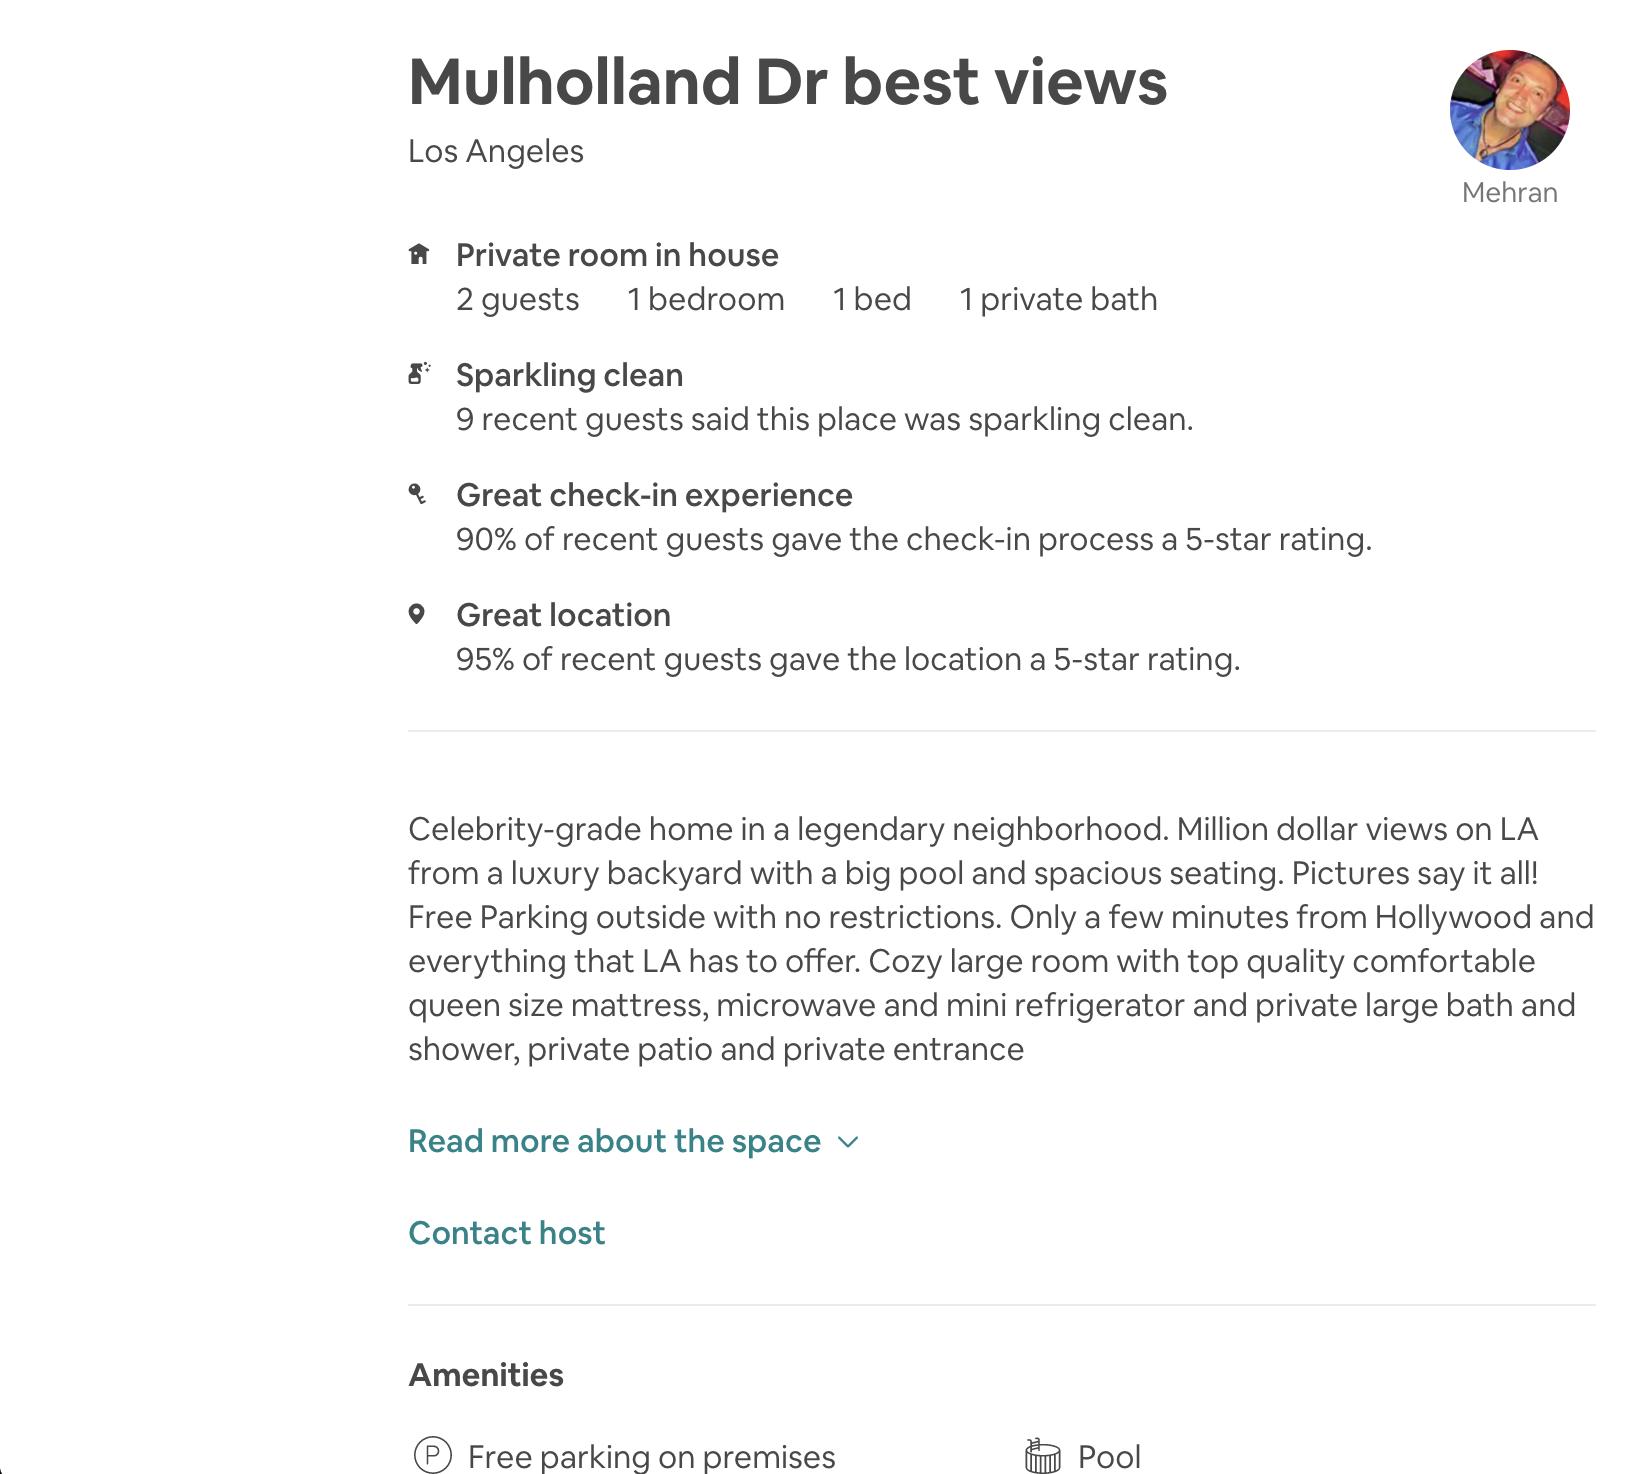 Mulholland Dr best views
Los Angeles
Mehran
Private room in house
2 guests 1 bedroom 1 bed 1 private bath
Sparkling clean
9 recent guests said this place was sparkling clean.
Great check-in experience
90% of recent guests gave the check-in process a 5-star rating.
Great location
95% of recent guests gave the location a 5-star rating.
Celebrity-grade home in a legendary neighborhood. Million dollar views on LA
from a luxury backyard with a big pool and spacious seating. Pictures say it all!
Free Parking outside with no restrictions. Only a few minutes from Hollywood and
everything that LA has to offer. Cozy large room with top quality comfortable
queen size mattress, microwave and mini refrigerator and private large bath and
shower, private patio and private entrance
Read more about the space
Contact host
Amenities
P Free parking on premises Pool